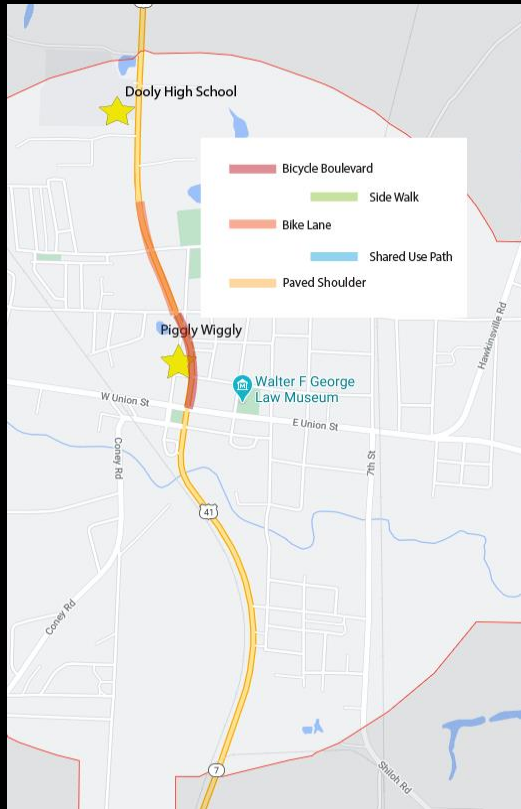 Dooly High School
Bicycle Boulevard
Side Walk
Bike Lane
Shared Use Path
Paved Shoulder
Hawkinsville Rd
Piggly Wiggly
Walter F George
Law Museum
W Union St
E Union St
Coney Rd
7th St
41
Coney Rd
7
Shiloh Rd